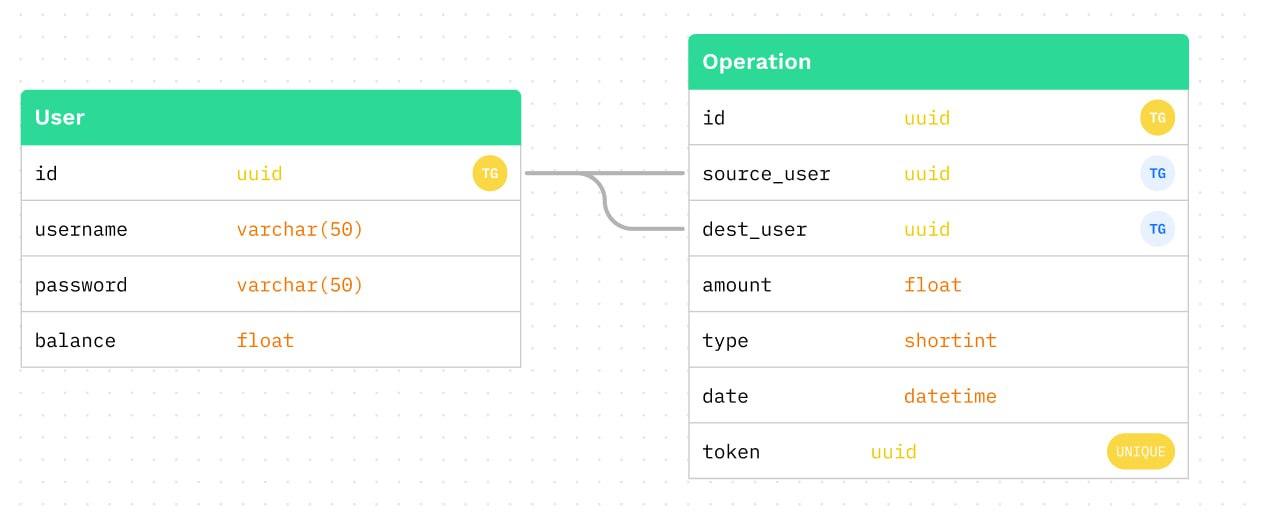 User
id uuid TG
username varchar(50)
password varchar(50)
balance float
Operation
id uuid TG
source_user uuid TG
dest_user uuid TG
amount float
type shortint
date datetime
token uuid UNIQUE